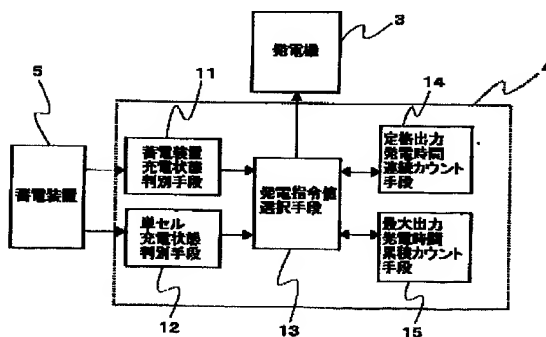 3
発電機
4
5
11
14
蓄電装置
蓄電装置
充電状態
判別手段
発電指令値
選択手段
定格出力
発電時間
連続カウント
手段
単セル
充電状態
判別手段
最大出力
発電時間
累積カウント
手段
12
13
15